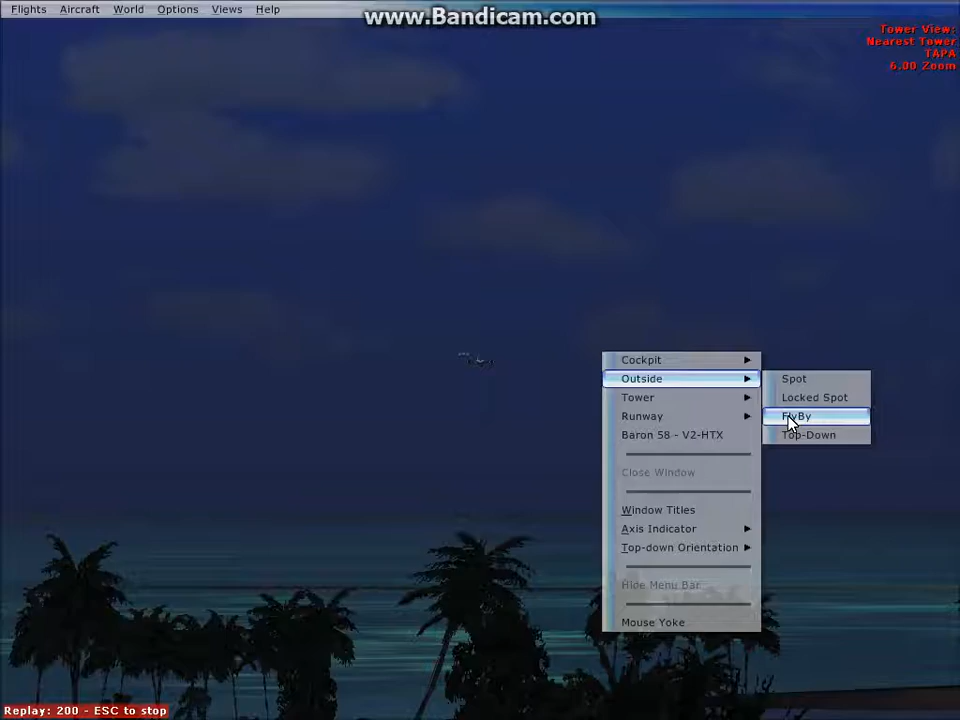 Flights Aircraft World Options Views Help
www.Bandicam.com
Tower View:
Nearest Tower
TAPA
6.00 Zoom
Cockpit
Outside
Tower
Runway
Baron 58 - V2-HTX
Close Window
Window Titles
Axis Indicator
Top-down Orientation
Hide Menu Bar
Mouse Yoke
Spot
Locked Spot
FlyBy
Top-Down
Replay: 200 - ESC to stop